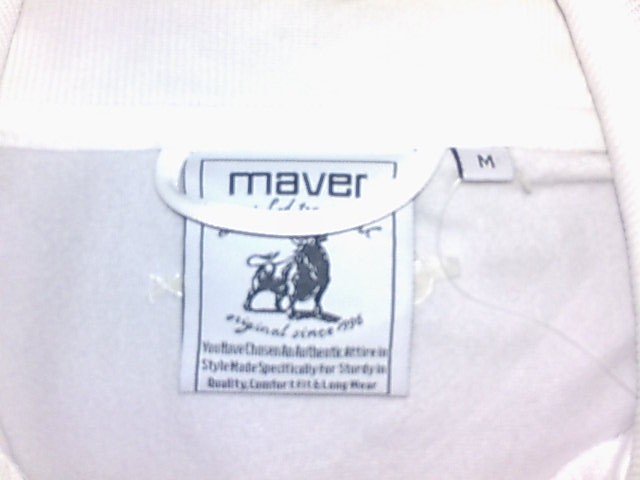 maver
M
original since 1996
You Have Chosen An Authentic Attire in
Style Made Specifically For Sturdy in
Quality, Comfort Fit & Long Wear